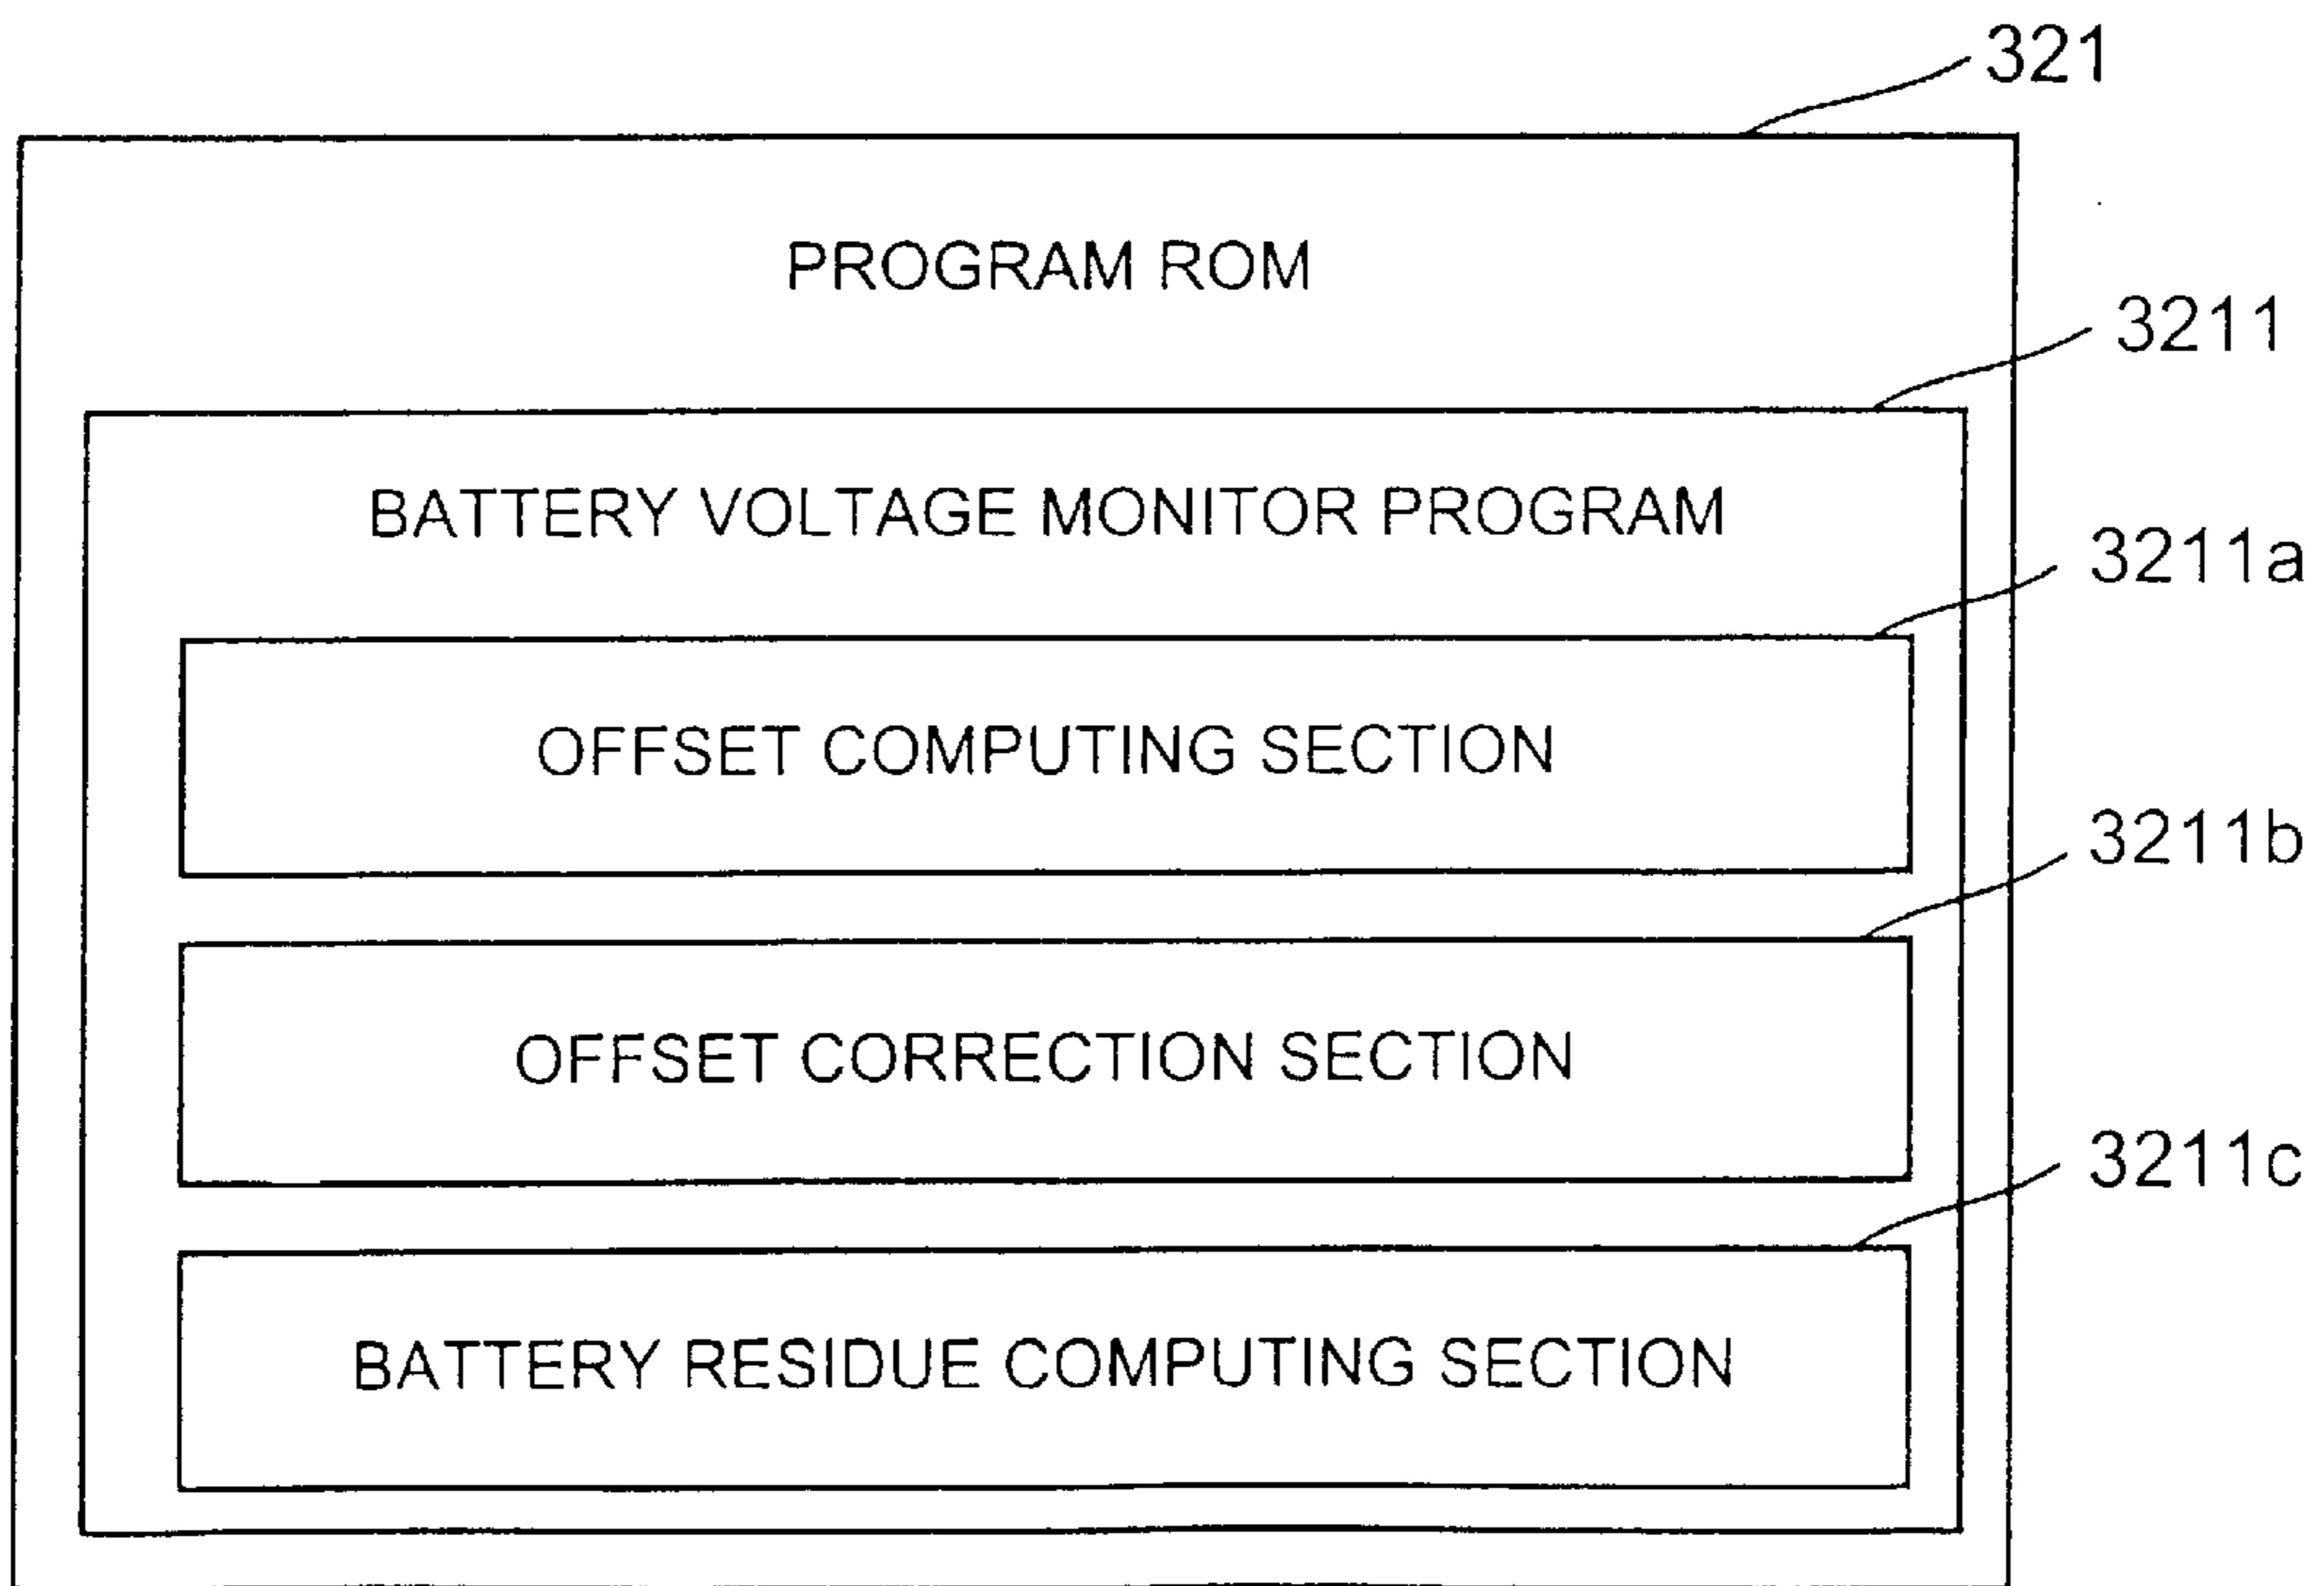 321
PROGRAM ROM
3211
BATTERY VOLTAGE MONITOR PROGRAM
3211a
OFFSET COMPUTING SECTION
3211b
OFFSET CORRECTION SECTION
3211c
BATTERY RESIDUE COMPUTING SECTION